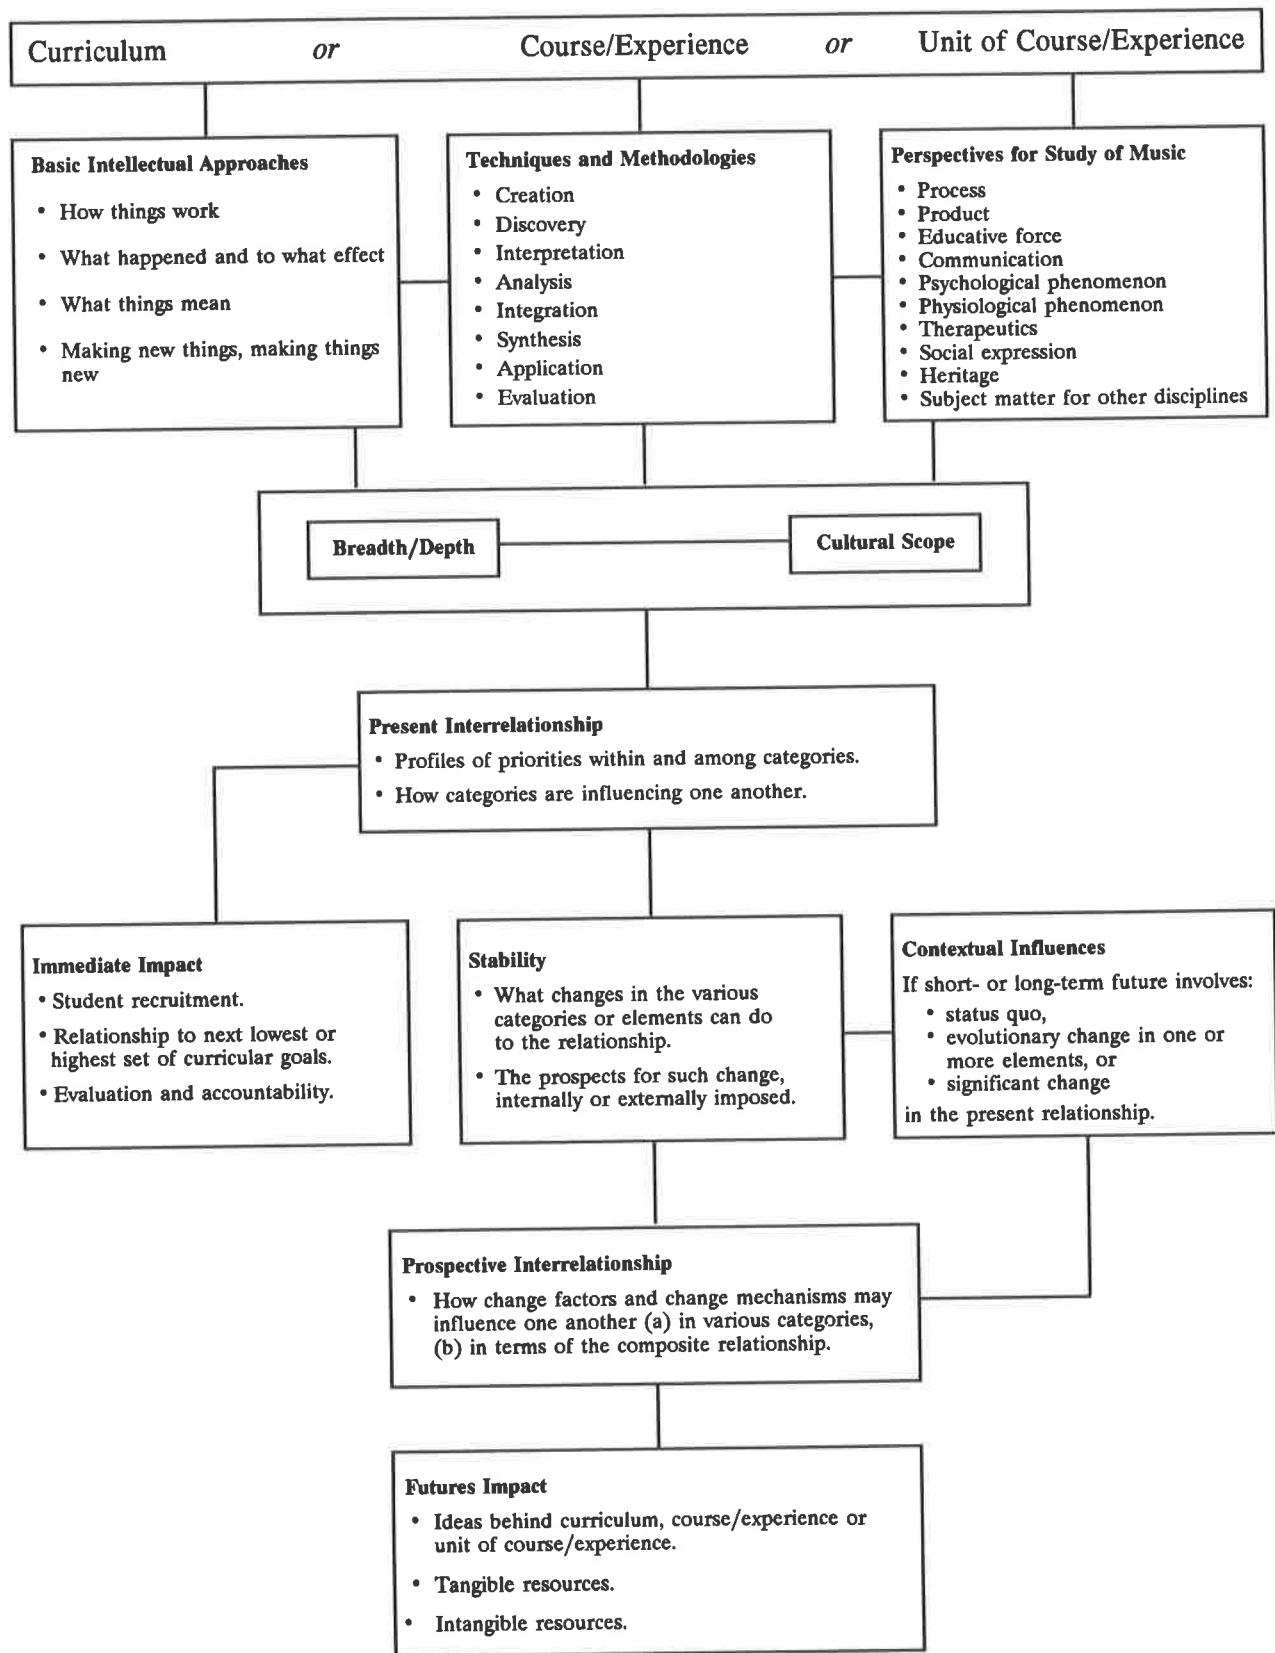 Curriculum or Course/Experience or Unit of Course/Experience
Basic Intellectual Approaches
• How things work
• What happened and to what effect
• What things mean
• Making new things, making things
new
Techniques and Methodologies
• Creation
• Discovery
• Interpretation
• Analysis
• Integration
• Synthesis
• Application
• Evaluation
Perspectives for Study of Music
• Process
• Product
• Educative force
• Communication
• Psychological phenomenon
• Physiological phenomenon
• Therapeutics
• Social expression
• Heritage
• Subject matter for other disciplines
Breadth/Depth
Cultural Scope
Present Interrelationship
• Profiles of priorities within and among categories.
• How categories are influencing one another.
Immediate Impact
• Student recruitment.
• Relationship to next lowest or
highest set of curricular goals.
• Evaluation and accountability.
Stability
• What changes in the various
categories or elements can do
to the relationship.
• The prospects for such change,
internally or externally imposed.
Contextual Influences
If short- or long-term future involves:
• status quo,
• evolutionary change in one or
more elements, or
• significant change
in the present relationship.
Prospective Interrelationship
• How change factors and change mechanisms may
influence one another (a) in various categories,
(b) in terms of the composite relationship.
Futures Impact
• Ideas behind curriculum, course/experience or
unit of course/experience.
• Tangible resources.
• Intangible resources.